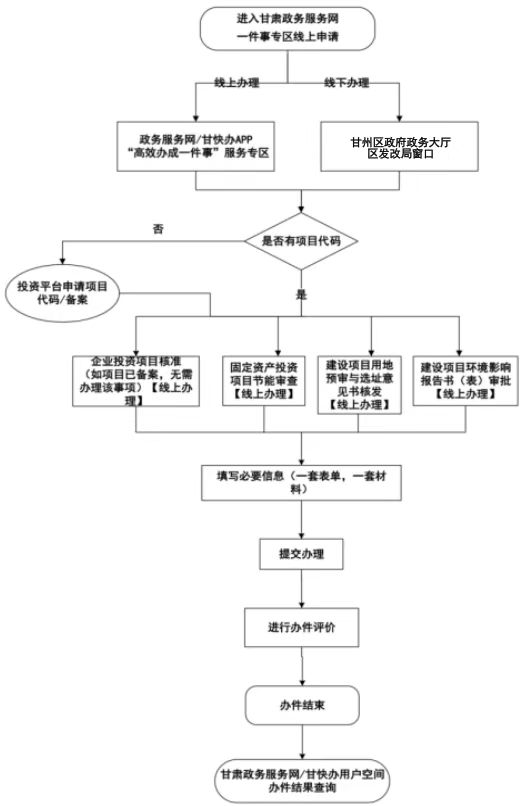 进入甘肃政务服务网
一件事专区线上申请
线上办理
线下办理
政务服务网/甘快办APP
“高效办成一件事”服务专区
甘州区政府政务大厅
区发改局窗口
否
是否有项目代码
投资平台申请项目
代码/备案
是
企业投资项目核准
（如项目已备案，无需
办理该事项）【线上办
理】
固定资产投资
项目节能审查
【线上办理】
建设项目用地
预审与选址意
见书核发
【线上办理】
建设项目环境影响
报告书（表）审批
【线上办理】
填写必要信息（一套表单，一套材
料）
提交办理
进行办件评价
办件结束
甘肃政务服务网/甘快办用户空间
办件结果查询